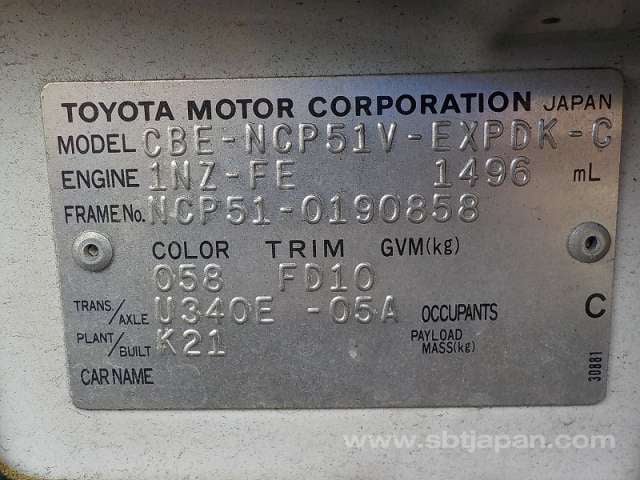 TOYOTA MOTOR CORPORATION JAPAN
MODEL CBE-NCP51V-EXPDK-C
ENGINE 1NZ-FE 1496 mL
FRAME No. NCP51-0190858
COLOR TRIM GVM(kg)
058 FD10
TRANS./AXLE U340E -05A OCCUPANTS C
PLANT/BUILT K21 PAYLOAD MASS(kg)
CAR NAME
30881
www.sbtjapan.com